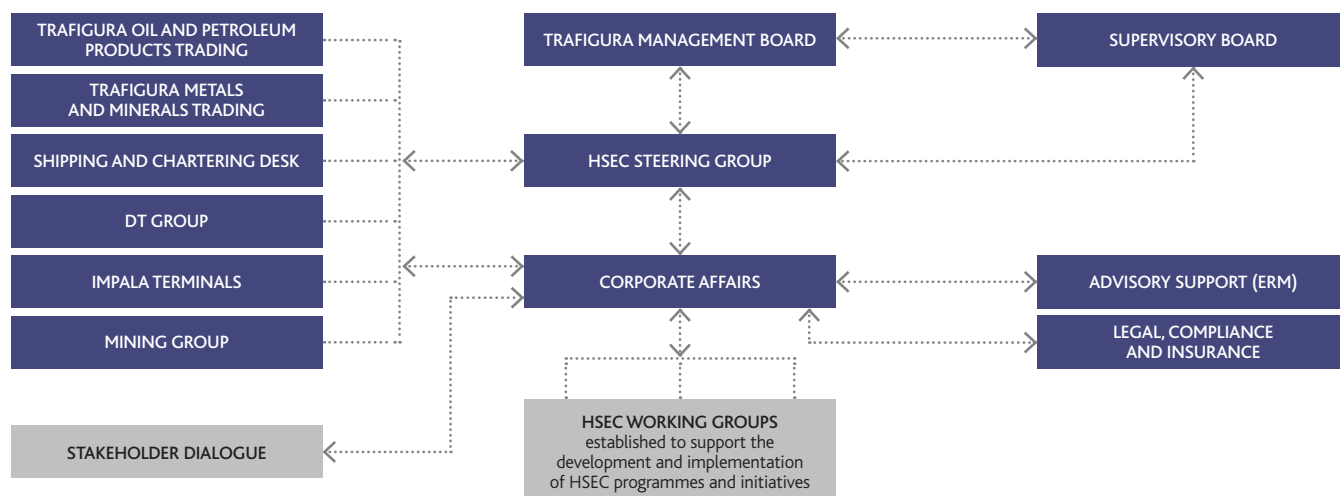 TRAFIGURA OIL AND PETROLEUM
PRODUCTS TRADING
TRAFIGURA METALS
AND MINERALS TRADING
SHIPPING AND CHARTERING DESK
DT GROUP
IMPALA TERMINALS
MINING GROUP
STAKEHOLDER DIALOGUE
TRAFIGURA MANAGEMENT BOARD
HSEC STEERING GROUP
CORPORATE AFFAIRS
HSEC WORKING GROUPS
established to support the
development and implementation
of HSEC programmes and initiatives
SUPERVISORY BOARD
ADVISORY SUPPORT (ERM)
LEGAL, COMPLIANCE
AND INSURANCE